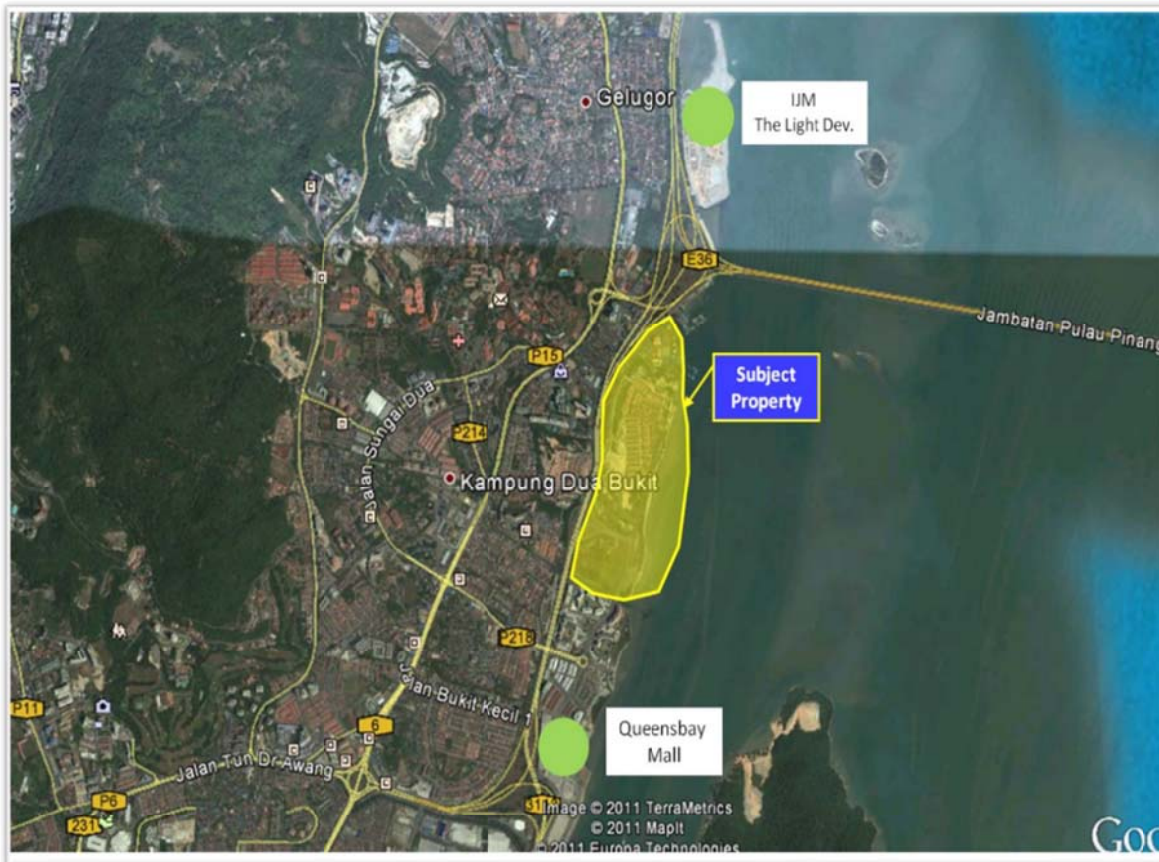 Gelugor
IJM
The Light Dev.
E36
Jambatan Pulau Pinang
P15
Subject
Property
Jalan Sungai Dua
P214
Kampung Dua Bukit
P218
Jalan Bukit Kecil 1
P11
6
Queensbay
Mall
Jalan Tun Dr Awang
P6
231
Image © 2011 TerraMetrics
© 2011 MapIt
© 2011 Europa Technologies
Goo